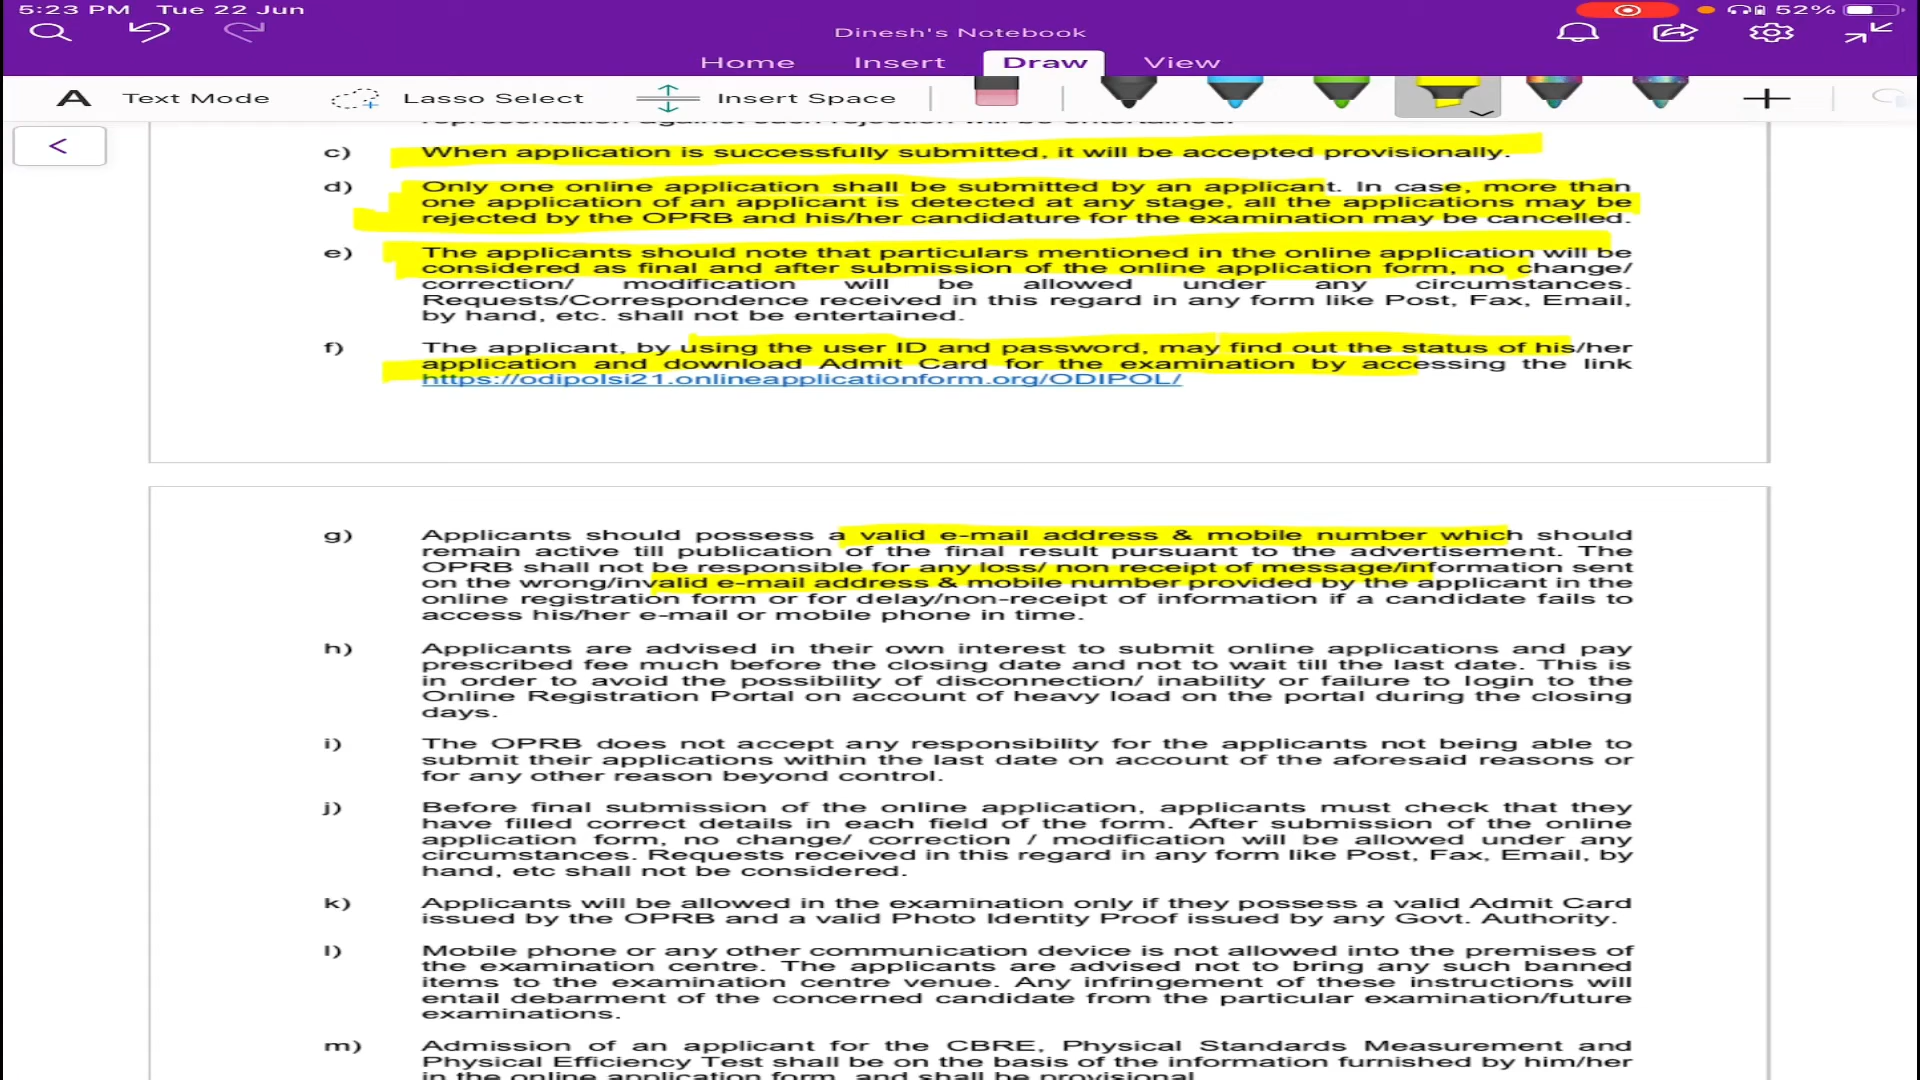 5:23 PM Tue 22 Jun
52%
Dinesh's Notebook
Home Insert Draw View
Text Mode Lasso Select Insert Space
representation against such rejection will be entertained.
c) When application is successfully submitted, it will be accepted provisionally.
d) Only one online application shall be submitted by an applicant. In case, more than
one application of an applicant is detected at any stage, all the applications may be
rejected by the OPRB and his/her candidature for the examination may be cancelled.
e) The applicants should note that particulars mentioned in the online application will be
considered as final and after submission of the online application form, no change/
correction/ modification will be allowed under any circumstances.
Requests/Correspondence received in this regard in any form like Post, Fax, Email,
by hand, etc. shall not be entertained.
f) The applicant, by using the user ID and password, may find out the status of his/her
application and download Admit Card for the examination by accessing the link
https://odipolsi21.onlineapplicationform.org/ODIPOL/
g) Applicants should possess a valid e-mail address & mobile number which should
remain active till publication of the final result pursuant to the advertisement. The
OPRB shall not be responsible for any loss/ non receipt of message/information sent
on the wrong/invalid e-mail address & mobile number provided by the applicant in the
online registration form or for delay/non-receipt of information if a candidate fails to
access his/her e-mail or mobile phone in time.
h) Applicants are advised in their own interest to submit online applications and pay
prescribed fee much before the closing date and not to wait till the last date. This is
in order to avoid the possibility of disconnection/ inability or failure to login to the
Online Registration Portal on account of heavy load on the portal during the closing
days.
i) The OPRB does not accept any responsibility for the applicants not being able to
submit their applications within the last date on account of the aforesaid reasons or
for any other reason beyond control.
j) Before final submission of the online application, applicants must check that they
have filled correct details in each field of the form. After submission of the online
application form, no change/ correction / modification will be allowed under any
circumstances. Requests received in this regard in any form like Post, Fax, Email, by
hand, etc shall not be considered.
k) Applicants will be allowed in the examination only if they possess a valid Admit Card
issued by the OPRB and a valid Photo Identity Proof issued by any Govt. Authority.
l) Mobile phone or any other communication device is not allowed into the premises of
the examination centre. The applicants are advised not to bring any such banned
items to the examination centre venue. Any infringement of these instructions will
entail debarment of the concerned candidate from the particular examination/future
examinations.
m) Admission of an applicant for the CBRE, Physical Standards Measurement and
Physical Efficiency Test shall be on the basis of the information furnished by him/her
in the online application form, and shall be provisional.